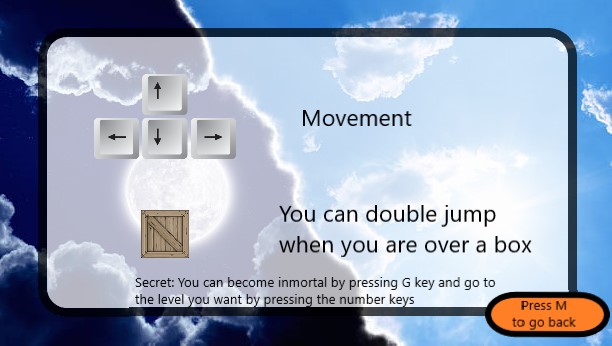 ↑
← ↓ →
Movement
You can double jump
when you are over a box
Secret: You can become inmortal by pressing G key and go to
the level you want by pressing the number keys
Press M
to go back